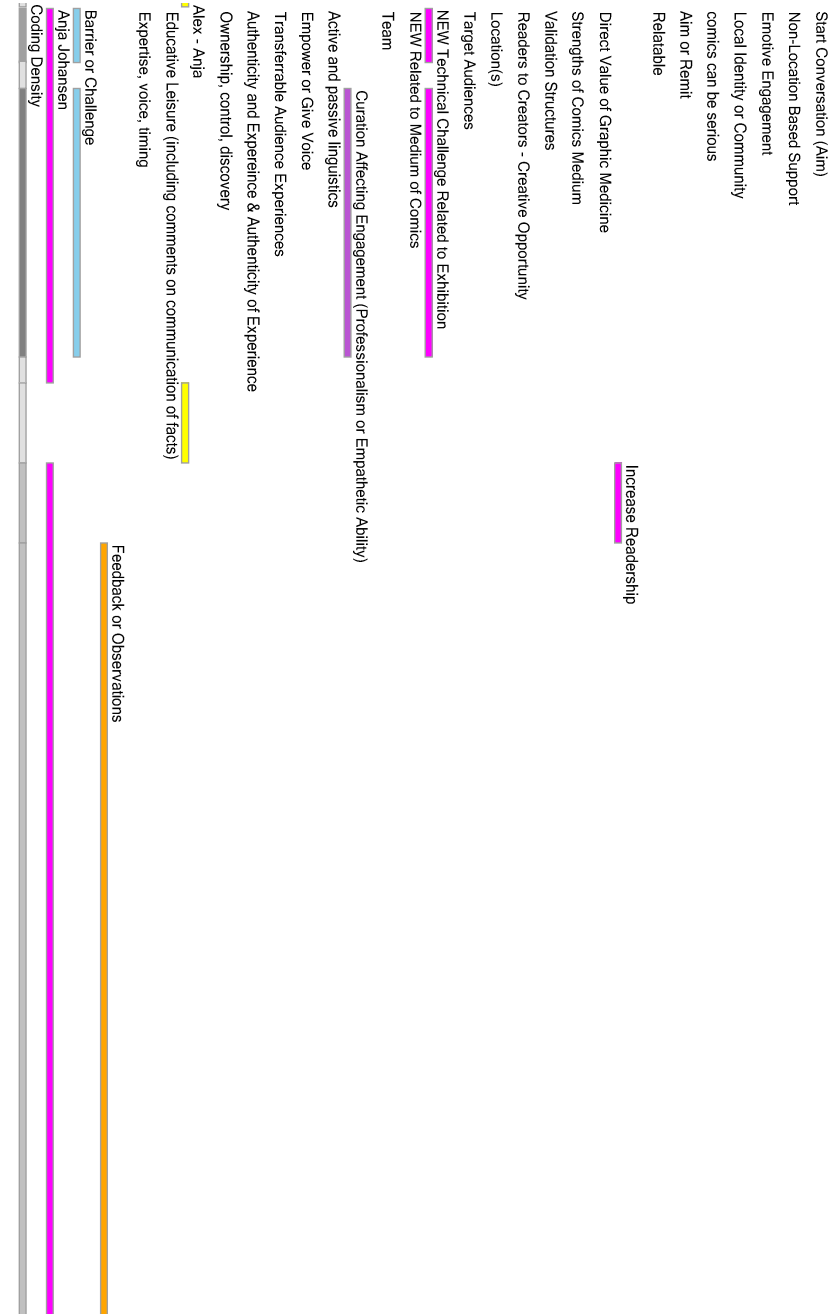 Coding Density
Anja Johansen
Barrier or Challenge
Feedback or Observations
Expertise, voice, timing
Educative Leisure (including comments on communication of facts)
Alex - Anja
Ownership, control, discovery
Authenticity and Expereince & Authenticity of Experience
Transferrable Audience Experiences
Empower or Give Voice
Active and passive linguistics
Curation Affecting Engagement (Professionalism or Empathetic Ability)
Team
NEW Related to Medium of Comics
NEW Technical Challenge Related to Exhibition
Target Audiences
Location(s)
Readers to Creators - Creative Opportunity
Validation Structures
Strengths of Comics Medium
Direct Value of Graphic Medicine
Increase Readership
Relatable
Aim or Remit
comics can be serious
Local Identity or Community
Emotive Engagement
Non-Location Based Support
Start Conversation (Aim)